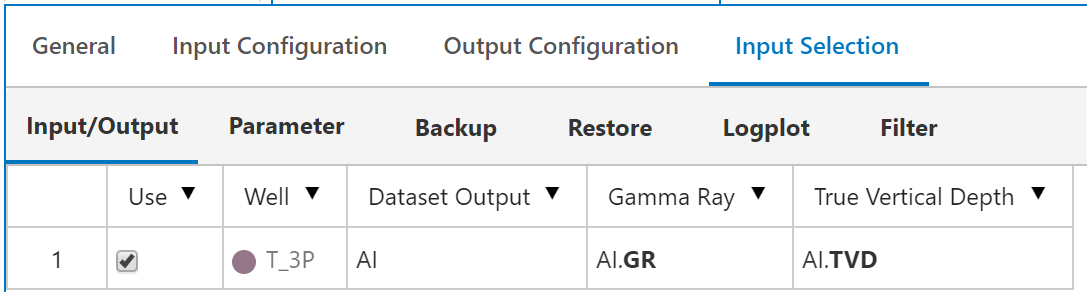 General Input Configuration Output Configuration Input Selection
Input/Output Parameter Backup Restore Logplot Filter
Use Well Dataset Output Gamma Ray True Vertical Depth
1 T_3P AI AI.GR AI.TVD